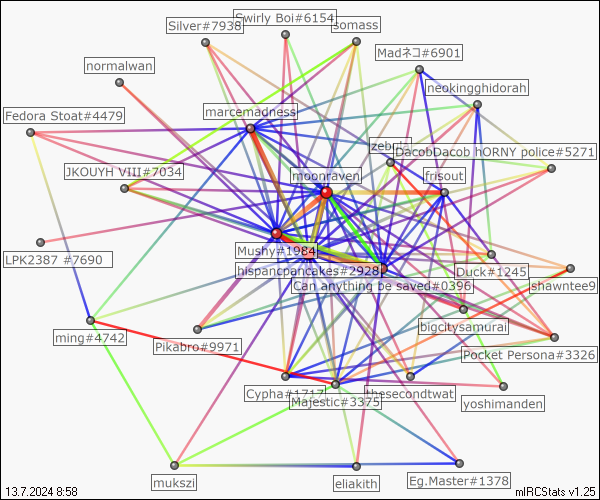 Swirly Boi#6154
Silver#7938
somass
Madネコ#6901
normalwan
neokingghidorah
Fedora Stoat#4479
marcemadness
DacobDacob hORNY police#5271
JKOUYH VIII#7034
moonraven
frisout
Mushy#1984
LPK2387 #7690
hispancpancakes#2928
Duck#1245
Can anything be saved#0396
shawntee9
bigcitysamurai
ming#4742
Pikabro#9971
Pocket Persona#3326
Cypha#1717
thesecondtwat
Majestic#3375
yoshimanden
mukszi
eliakith
Eg.Master#1378
13.7.2024 8:58
mIRCStats v1.25